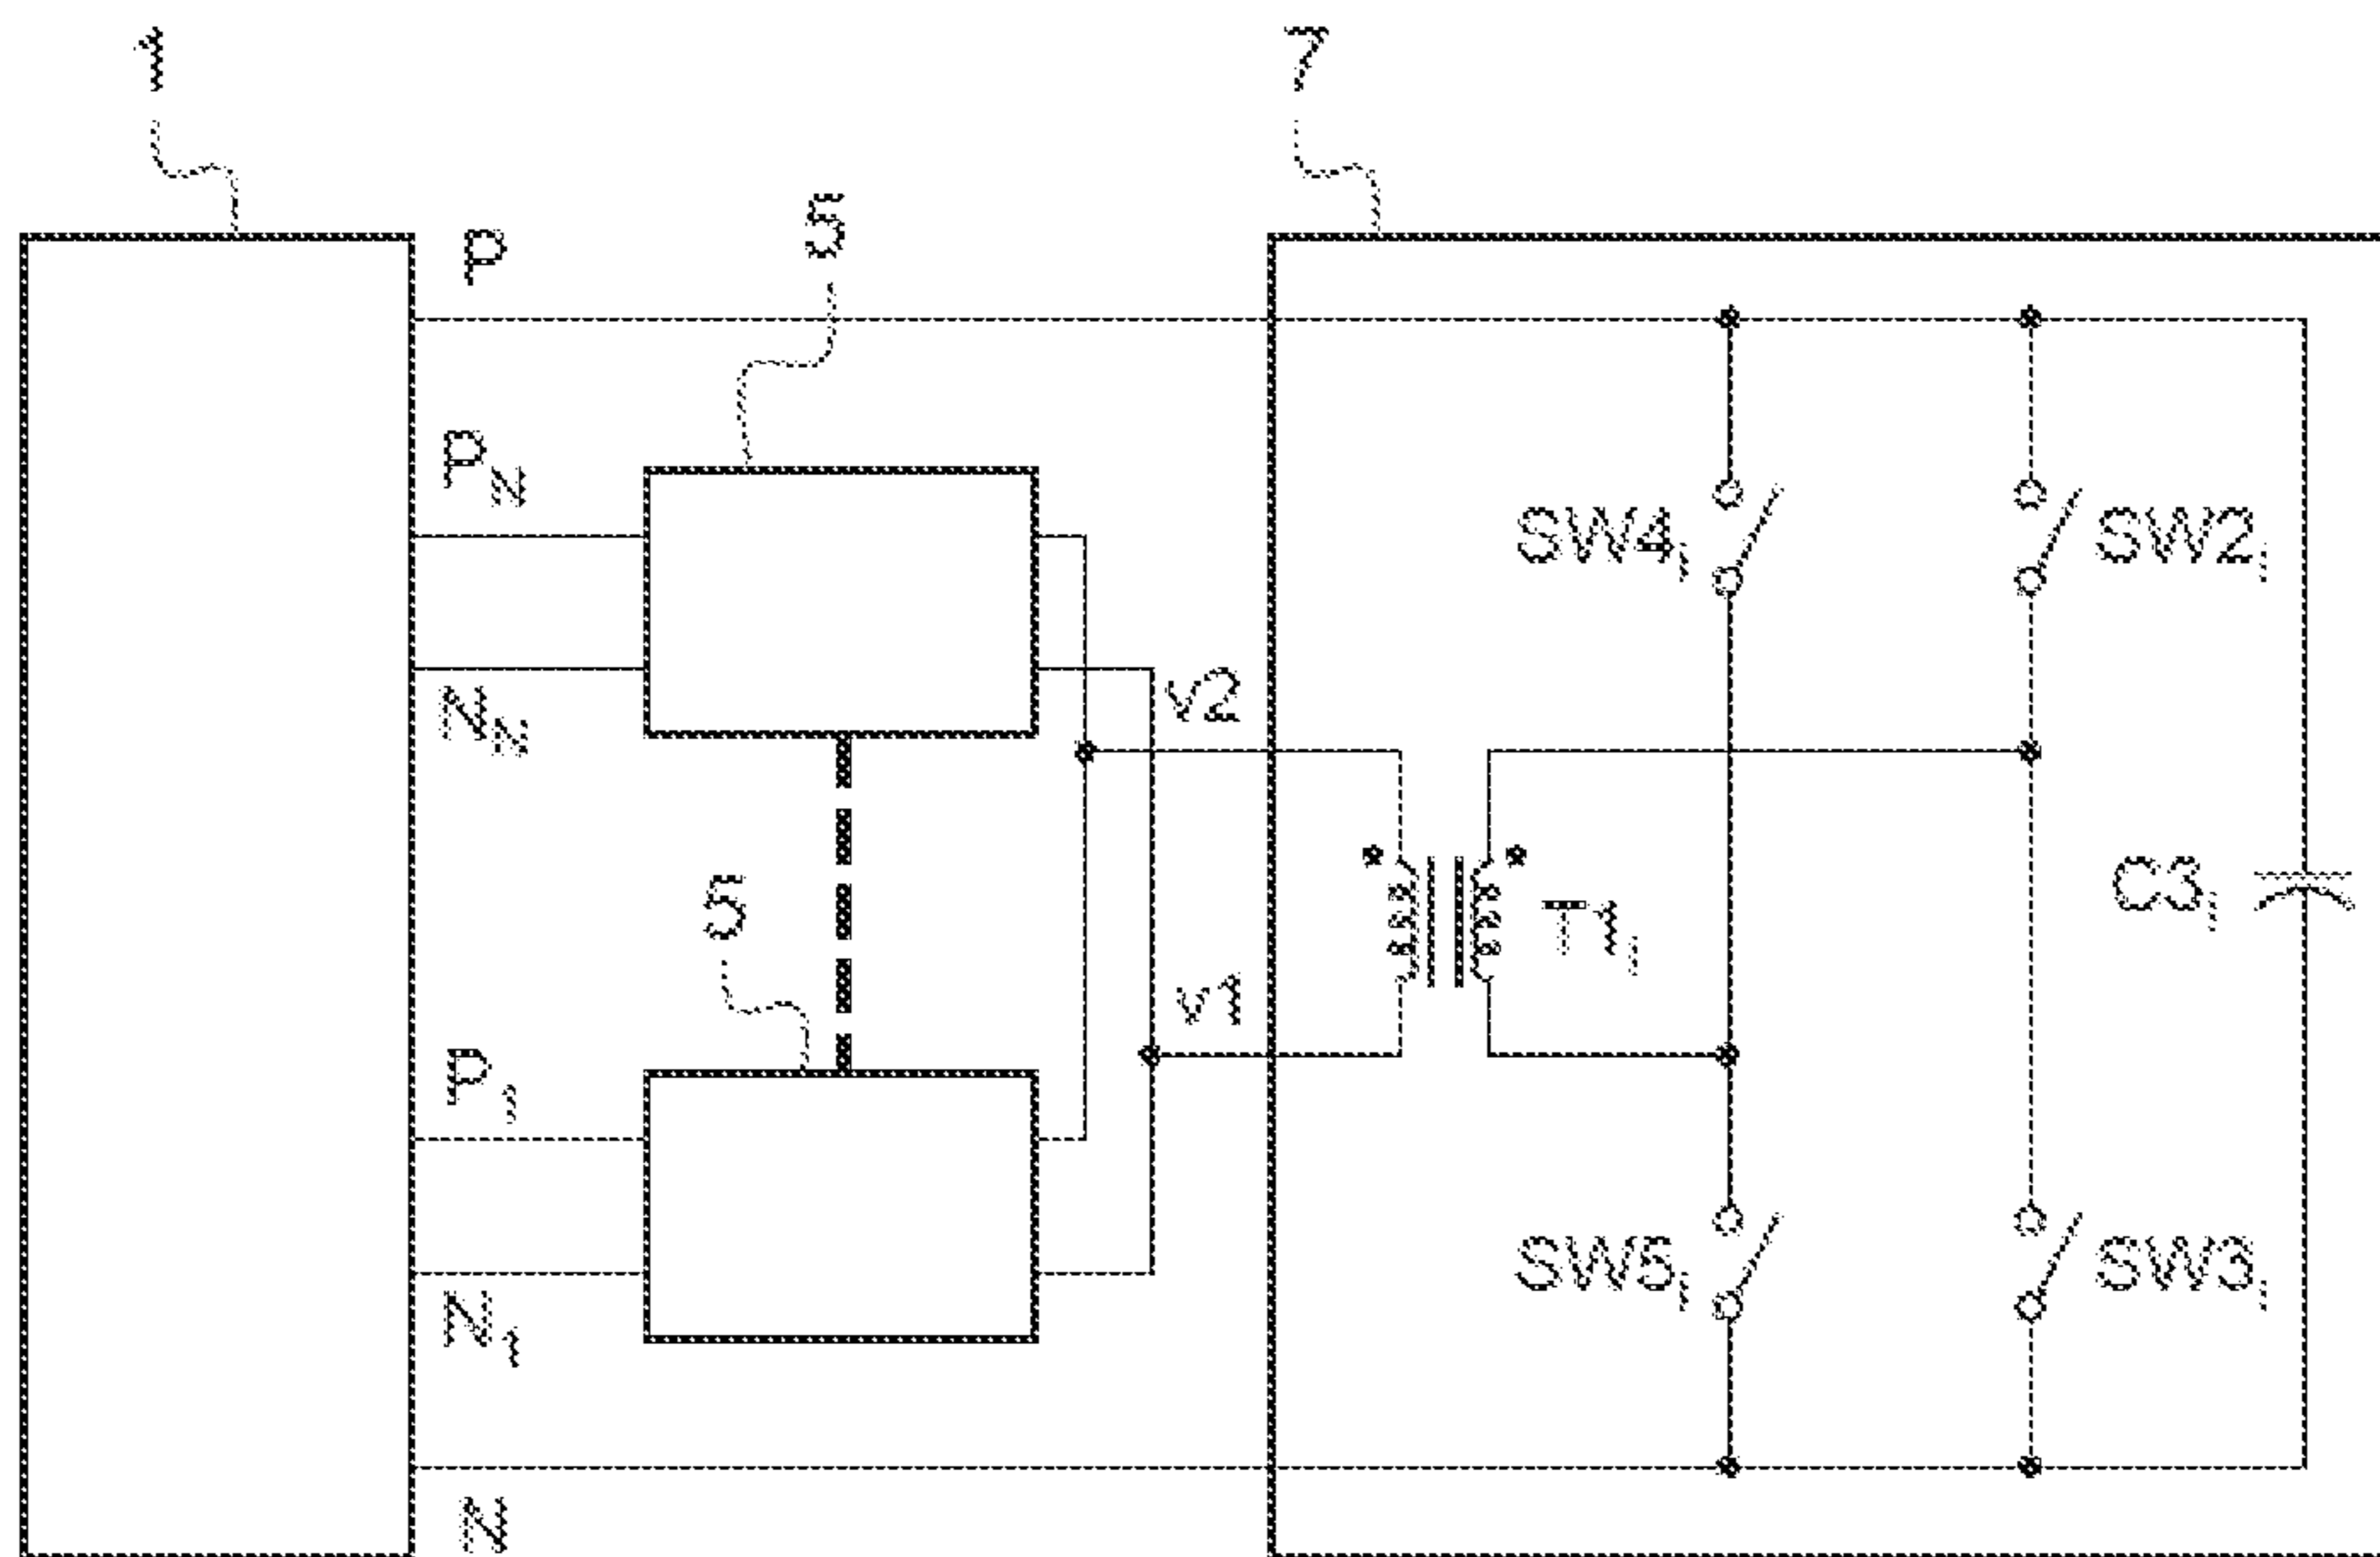 1
7
5
P
P_N
SW4_i
SW2_i
N_N
v2
5
C3_i
T1_i
v1
P_1
SW5_i
SW3_i
N_1
N